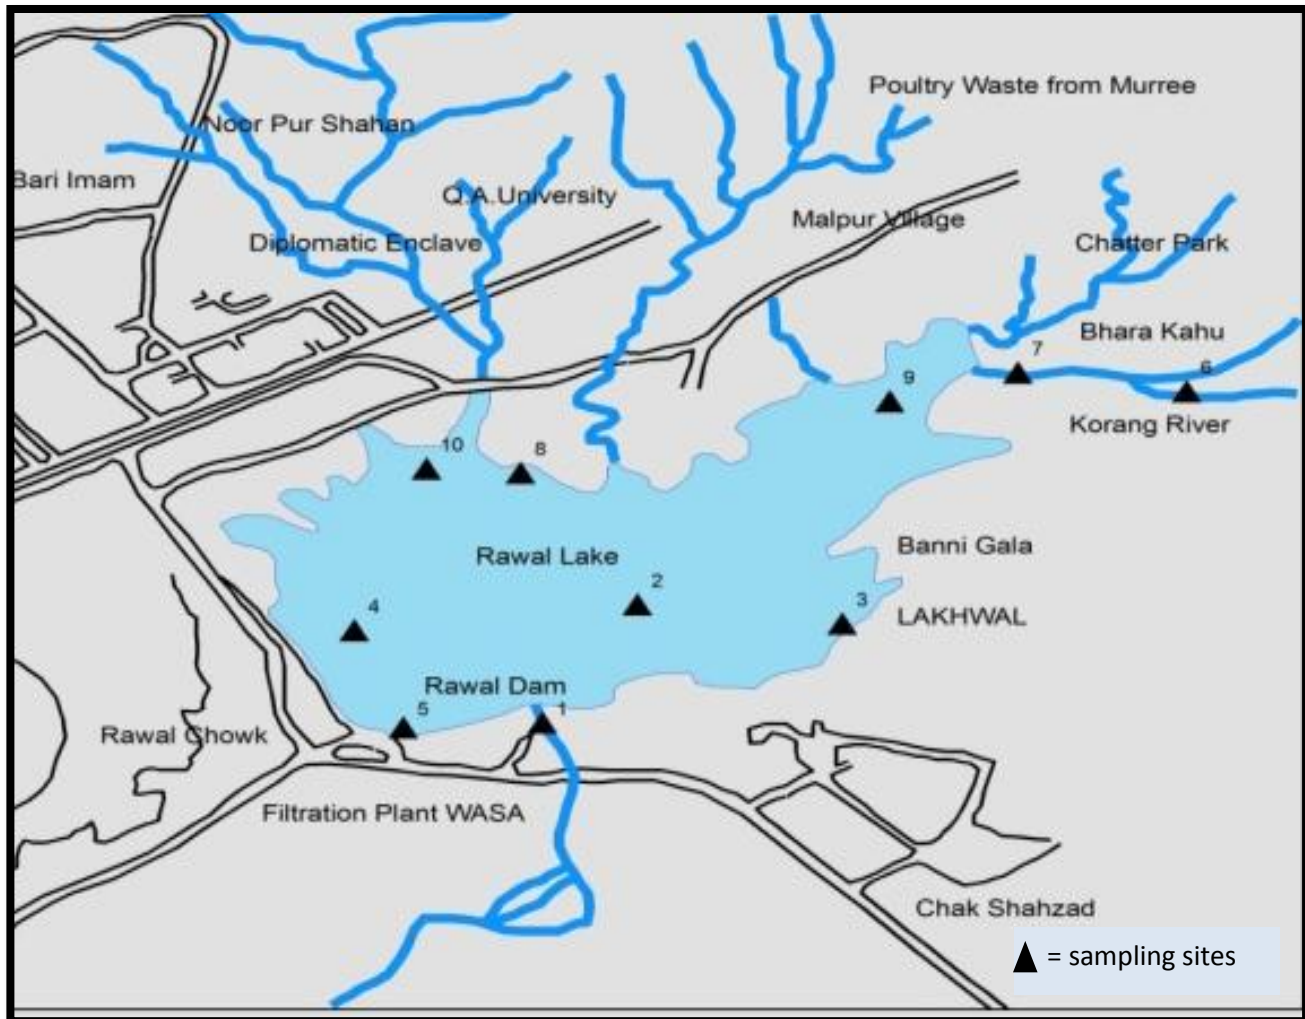 Poultry Waste from Murree
Noor Pur Shahan
Bari Imam
Q.A.University
Malpur Village
Diplomatic Enclave
Chatter Park
Bhara Kahu
7
6
9
Korang River
10
8
Banni Gala
Rawal Lake
2
4
3
LAKHWAL
Rawal Dam
5
1
Rawal Chowk
Filtration Plant WASA
Chak Shahzad
= sampling sites